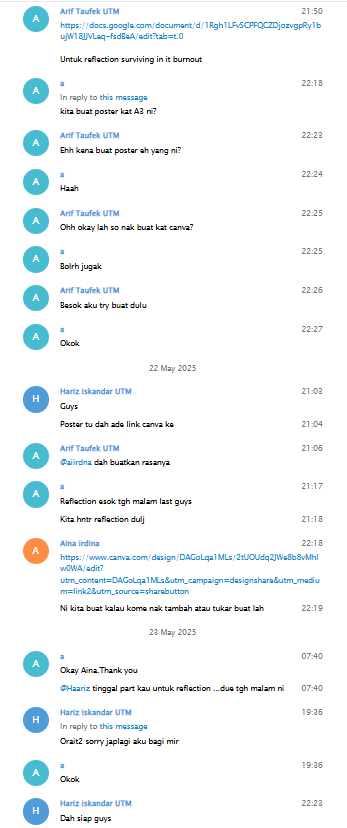 A
Arif Taufek UTM
21:50
https://docs.google.com/document/d/1Rgh1LFvSCPFQCZDjozvgpRy1b
ujW18JJVLeq-fsdBeA/edit?tab=t.0
Untuk reflection surviving in it burnout
A
a
22:18
In reply to this message
kita buat poster kat A3 ni?
A
Arif Taufek UTM
22:23
Ehh kena buat poster eh yang ni?
A
a
22:24
Haah
A
Arif Taufek UTM
22:25
Ohh okay lah so nak buat kat canva?
A
a
22:25
Bolrh jugak
A
Arif Taufek UTM
22:26
Besok aku try buat dulu
A
a
22:27
Okok
22 May 2025
H
Hariz iskandar UTM
21:03
Guys
Poster tu dah ade link canva ke
21:04
A
Arif Taufek UTM
21:06
@aiirdna dah buatkan rasanya
A
a
21:17
Reflection esok tgh malam last guys
Kita hntr reflection dulj
21:18
A
Aina irdina
22:18
https://www.canva.com/design/DAGoLqa1MLs/2tUOUdq2JWe8b8vMhl
w0WA/edit?
utm_content=DAGoLqa1MLs&utm_campaign=designshare&utm_mediu
m=link2&utm_source=sharebutton
Ni kita buat kalau kome nak tambah atau tukar buat lah
22:19
23 May 2025
A
a
07:40
Okay Aina.Thank you
@Haariz tinggal part kau untuk reflection ...due tgh malam ni
07:40
H
Hariz iskandar UTM
19:36
In reply to this message
Orait2 sorry japlagi aku bagi mir
A
a
19:36
Okok
H
Hariz iskandar UTM
22:23
Dah siap guys